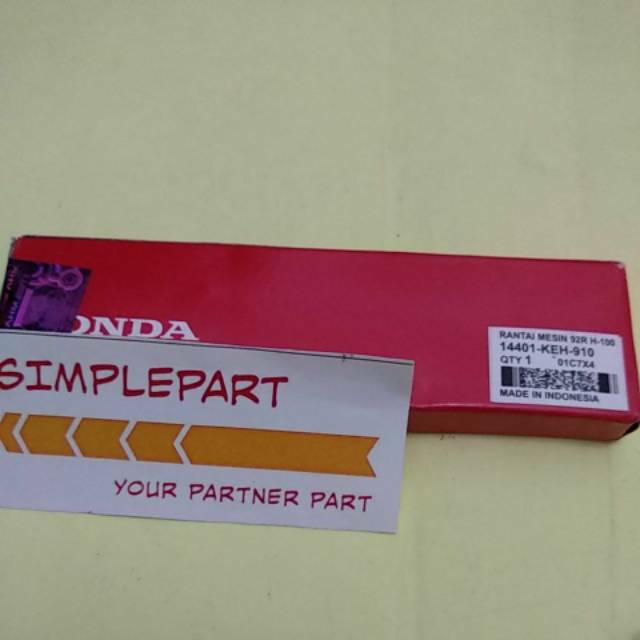 ONDA
SIMPLEPART
YOUR PARTNER PART
RANTAI MESIN 92R H-100
14401-KEH-910
QTY 1 01C7X4
MADE IN INDONESIA